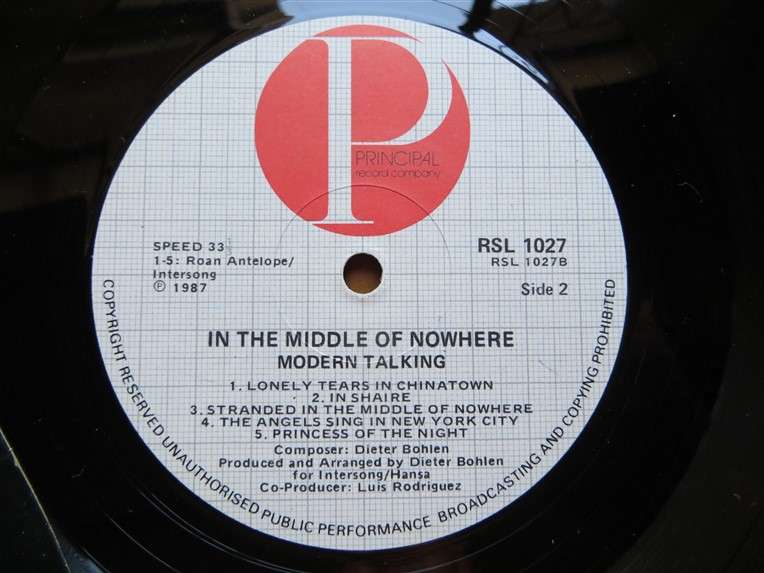 P
PRINCIPAL
record company
SPEED 33
1-5: Roan Antelope/
Intersong
℗ 1987
RSL 1027
RSL 1027B
Side 2
IN THE MIDDLE OF NOWHERE
MODERN TALKING
1. LONELY TEARS IN CHINATOWN
2. IN SHAIRE
3. STRANDED IN THE MIDDLE OF NOWHERE
4. THE ANGELS SING IN NEW YORK CITY
5. PRINCESS OF THE NIGHT
Composer: Dieter Bohlen
Produced and Arranged by Dieter Bohlen
for Intersong/Hansa
Co-Producer: Luis Rodriguez
COPYRIGHT RESERVED UNAUTHORISED PUBLIC PERFORMANCE BROADCASTING AND COPYING PROHIBITED